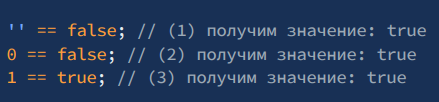 '' == false; // (1) получим значение: true
0 == false; // (2) получим значение: true
1 == true; // (3) получим значение: true